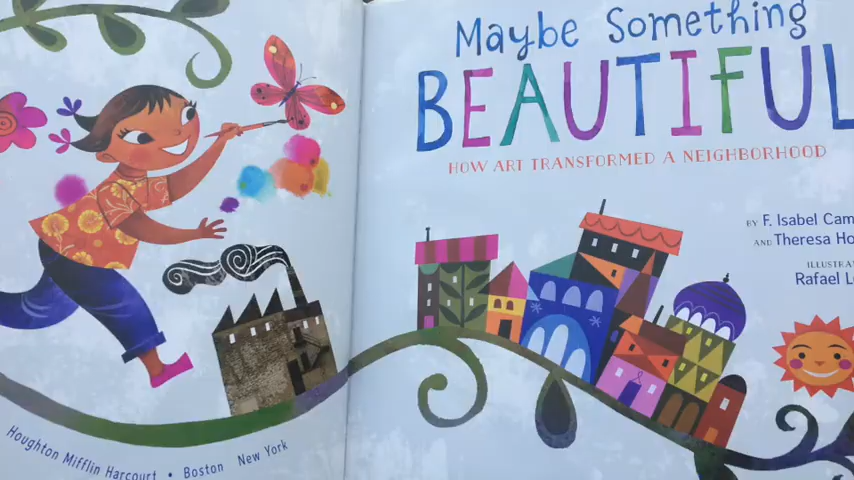 Maybe Something
BEAUTIFUL
HOW ART TRANSFORMED A NEIGHBORHOOD
BY F. Isabel Cam
AND Theresa Ho
ILLUSTRA
Rafael L
Houghton Mifflin Harcourt • Boston New York